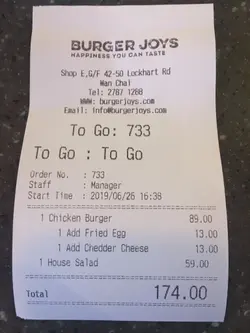 BURGER JOYS
HAPPINESS YOU CAN TASTE
Shop E,G/F 42-50 Lockhart Rd
Wan Chai
Tel: 2787 1288
WWW: burgerjoys.com
Email: info@burgerjoys.com
To Go: 733
To Go : To Go
Order No. : 733
Staff : Manager
Start Time : 2019/06/26 16:38
1 Chicken Burger 89.00
1 Add Fried Egg 13.00
1 Add Chedder Cheese 13.00
1 House Salad 59.00
Total 174.00